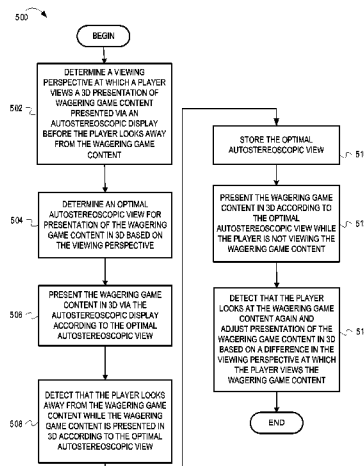 500
BEGIN
DETERMINE A VIEWING
PERSPECTIVE AT WHICH A PLAYER
VIEWS A 3D PRESENTATION OF
WAGERING GAME CONTENT
PRESENTED VIA AN
AUTOSTEREOSCOPIC DISPLAY
BEFORE THE PLAYER LOOKS AWAY
FROM THE WAGERING GAME
CONTENT
502
DETERMINE AN OPTIMAL
AUTOSTEREOSCOPIC VIEW FOR
PRESENTATION OF THE WAGERING
GAME CONTENT IN 3D BASED ON
THE VIEWING PERSPECTIVE
504
PRESENT THE WAGERING GAME
CONTENT IN 3D VIA THE
AUTOSTEREOSCOPIC DISPLAY
ACCORDING TO THE OPTIMAL
AUTOSTEREOSCOPIC VIEW
506
DETECT THAT THE PLAYER LOOKS
AWAY FROM THE WAGERING GAME
CONTENT WHILE THE WAGERING
GAME CONTENT IS PRESENTED IN
3D ACCORDING TO THE OPTIMAL
AUTOSTEREOSCOPIC VIEW
508
STORE THE OPTIMAL
AUTOSTEREOSCOPIC VIEW
51
PRESENT THE WAGERING GAME
CONTENT IN 3D ACCORDING TO
THE OPTIMAL
AUTOSTEREOSCOPIC VIEW WHILE
THE PLAYER IS NOT VIEWING THE
WAGERING GAME CONTENT
51
DETECT THAT THE PLAYER
LOOKS AT THE WAGERING GAME
CONTENT AGAIN AND
ADJUST PRESENTATION OF THE
WAGERING GAME CONTENT IN 3D
BASED ON A DIFFERENCE IN THE
VIEWING PERSPECTIVE AT WHICH
THE PLAYER VIEWS THE
WAGERING GAME CONTENT
51
END